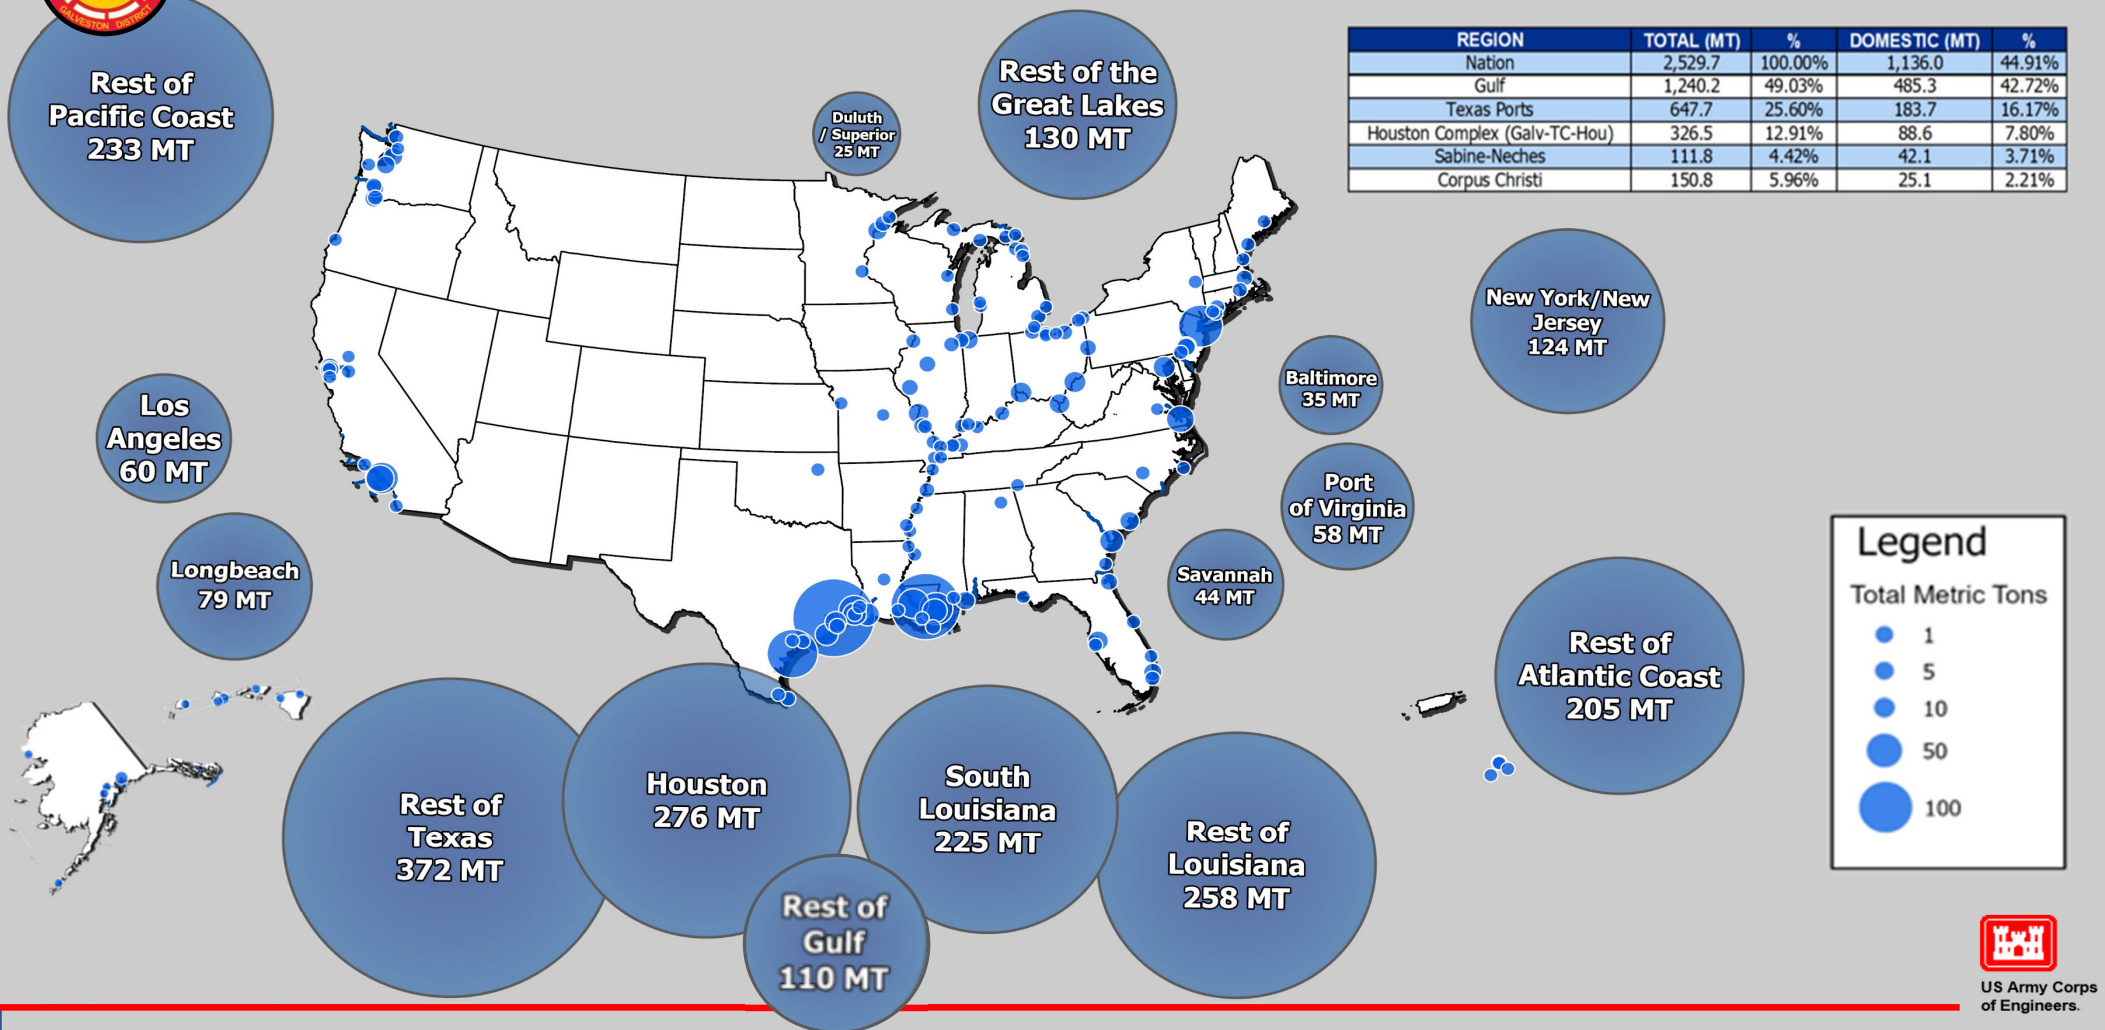 GALVESTON DISTRICT
Rest of
Pacific Coast
233 MT
Duluth
/ Superior
25 MT
Rest of the
Great Lakes
130 MT
REGION TOTAL (MT) % DOMESTIC (MT) %
Nation 2,529.7 100.00% 1,136.0 44.91%
Gulf 1,240.2 49.03% 485.3 42.72%
Texas Ports 647.7 25.60% 183.7 16.17%
Houston Complex (Galv-TC-Hou) 326.5 12.91% 88.6 7.80%
Sabine-Neches 111.8 4.42% 42.1 3.71%
Corpus Christi 150.8 5.96% 25.1 2.21%
New York/New
Jersey
124 MT
Baltimore
35 MT
Los
Angeles
60 MT
Port
of Virginia
58 MT
Longbeach
79 MT
Savannah
44 MT
Rest of
Atlantic Coast
205 MT
Legend
Total Metric Tons
1
5
10
50
100
Rest of
Texas
372 MT
Houston
276 MT
South
Louisiana
225 MT
Rest of
Louisiana
258 MT
Rest of
Gulf
110 MT
US Army Corps
of Engineers.